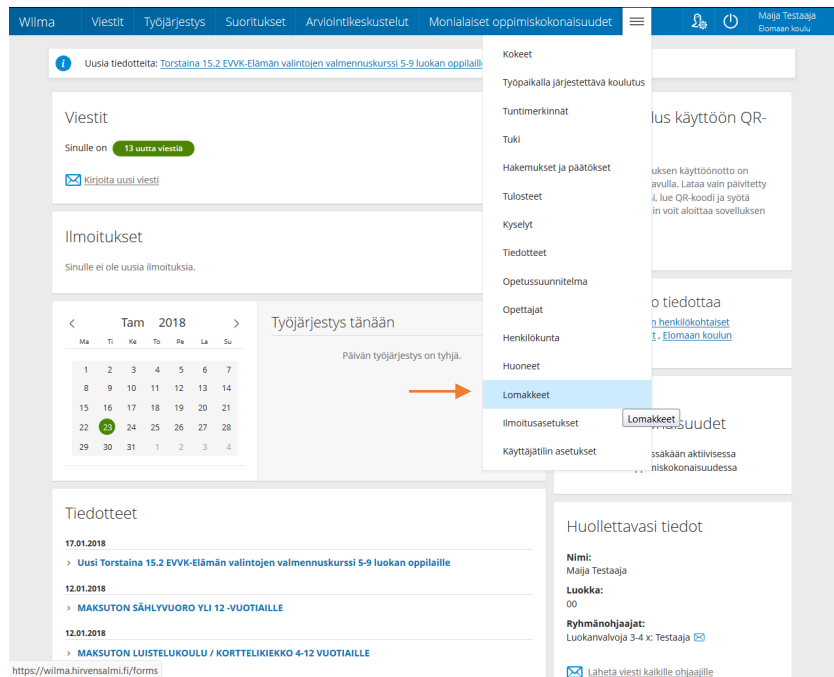 Wilma Viestit Työjärjestys Suoritukset Arviointikeskustelut Monialaiset oppimiskokonaisuudet Maija Testaaja
Elomaan koulu
Uusia tiedotteita: Torstaina 15.2 EVVK-Elämän valintojen valmennuskurssi 5-9 luokan oppilaille
Kokeet
Työpaikalla järjestettävä koulutus
Tuntimerkinnät
Tuki
Hakemukset ja päätökset
Tulosteet
Kyselyt
Tiedotteet
Opetussuunnitelma
Opettajat
Henkilökunta
Huoneet
Lomakkeet
Ilmoitusasetukset
Käyttäjätilin asetukset
Lomakkeet
Viestit
Sinulle on 13 uutta viestiä
Kirjoita uusi viesti
Ilmoitukset
Sinulle ei ole uusia ilmoituksia.
Tam 2018
Ma Ti Ke To Pe La Su
1 2 3 4 5 6 7
8 9 10 11 12 13 14
15 16 17 18 19 20 21
22 23 24 25 26 27 28
29 30 31 1 2 3 4
Työjärjestys tänään
Päivän työjärjestys on tyhjä.
Tiedotteet
17.01.2018
Uusi Torstaina 15.2 EVVK-Elämän valintojen valmennuskurssi 5-9 luokan oppilaille
12.01.2018
MAKSUTON SÄHLYVUORO YLI 12 -VUOTIAILLE
12.01.2018
MAKSUTON LUISTELUKOULU / KORTTELIKIEKKO 4-12 VUOTIAILLE
https://wilma.hirvensalmi.fi/forms
lus käyttöön QR-
uksen käyttöönotto on
avulla. Lataa vain päivitetty
i, lue QR-koodi ja syötä
in voit aloittaa sovelluksen
o tiedottaa
n henkilökohtaiset
t , Elomaan koulun
suudet
ssäkään aktiivisessa
ppimiskokonaisuudessa
Huollettavasi tiedot
Nimi:
Maija Testaaja
Luokka:
00
Ryhmänohjaajat:
Luokanvalvoja 3-4 x: Testaaja
Lähetä viesti kaikille ohjaajille